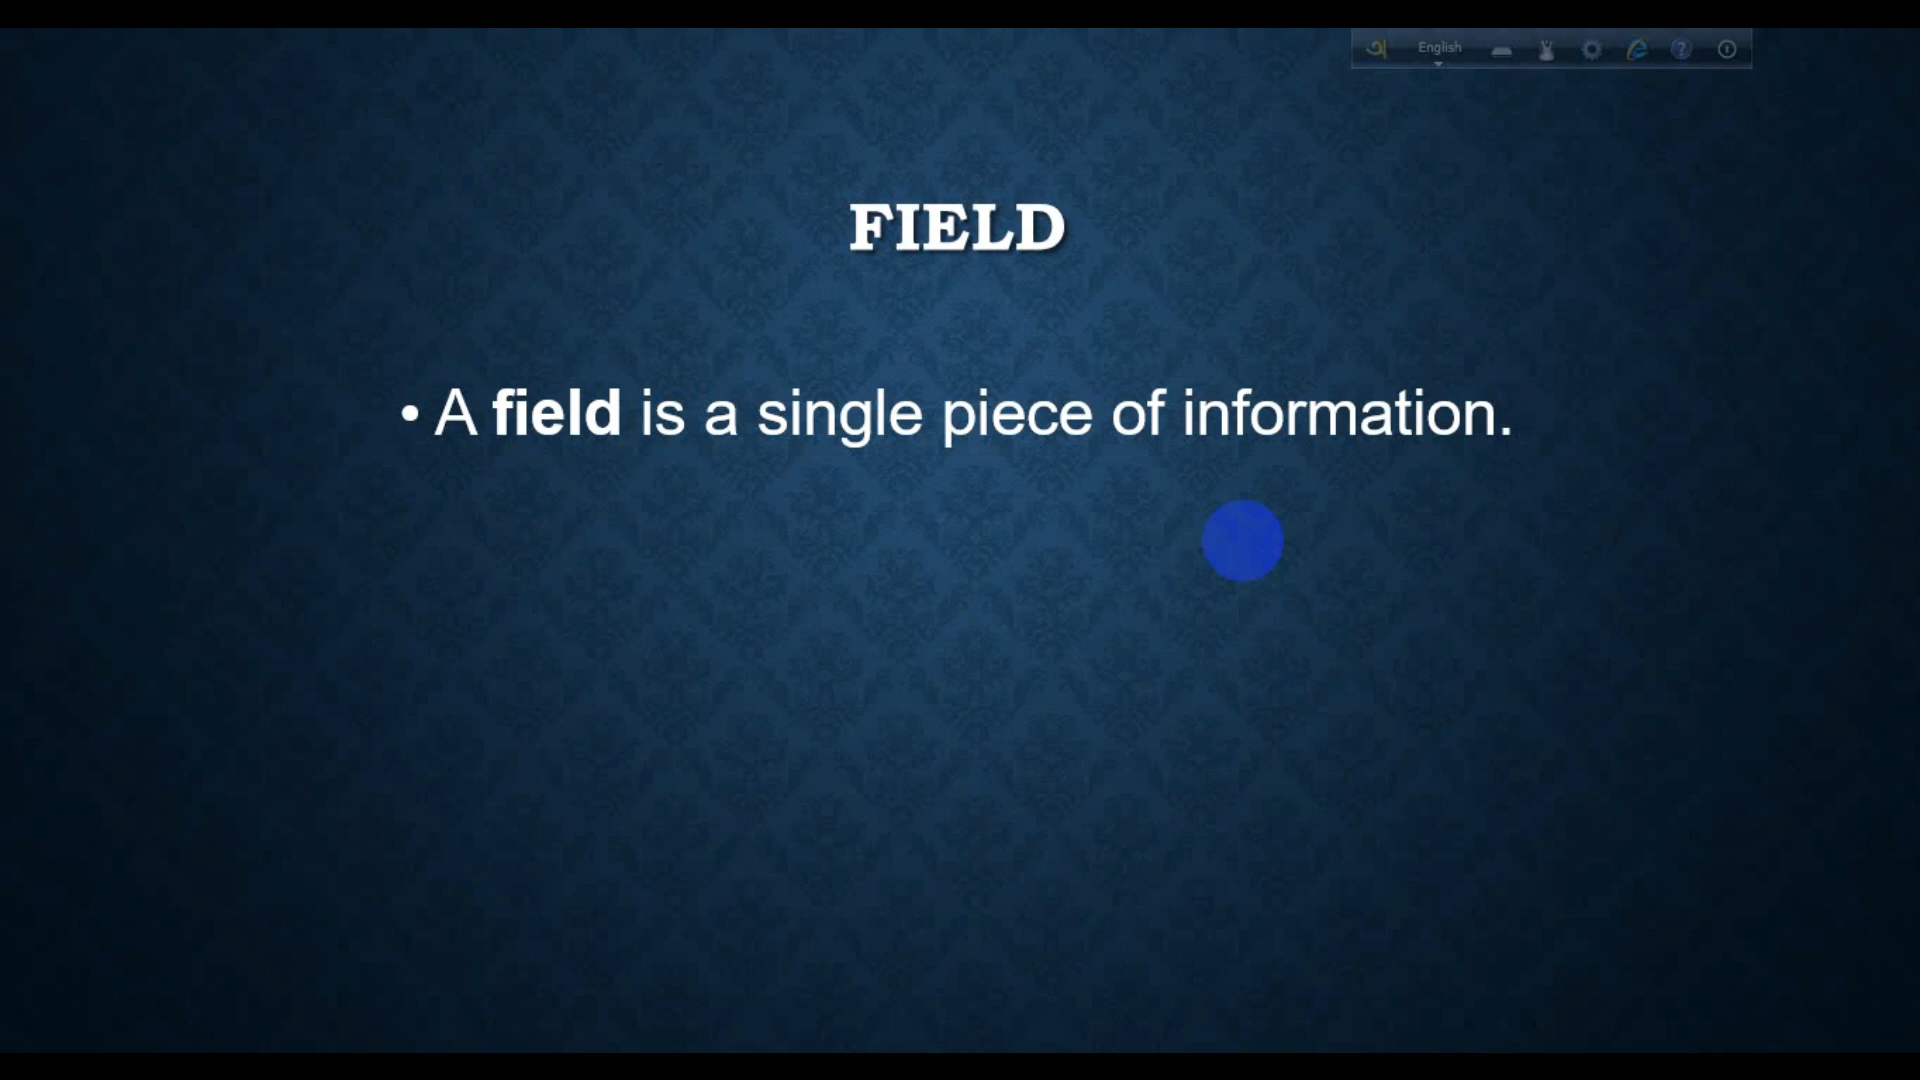 English
FIELD
• A field is a single piece of information.